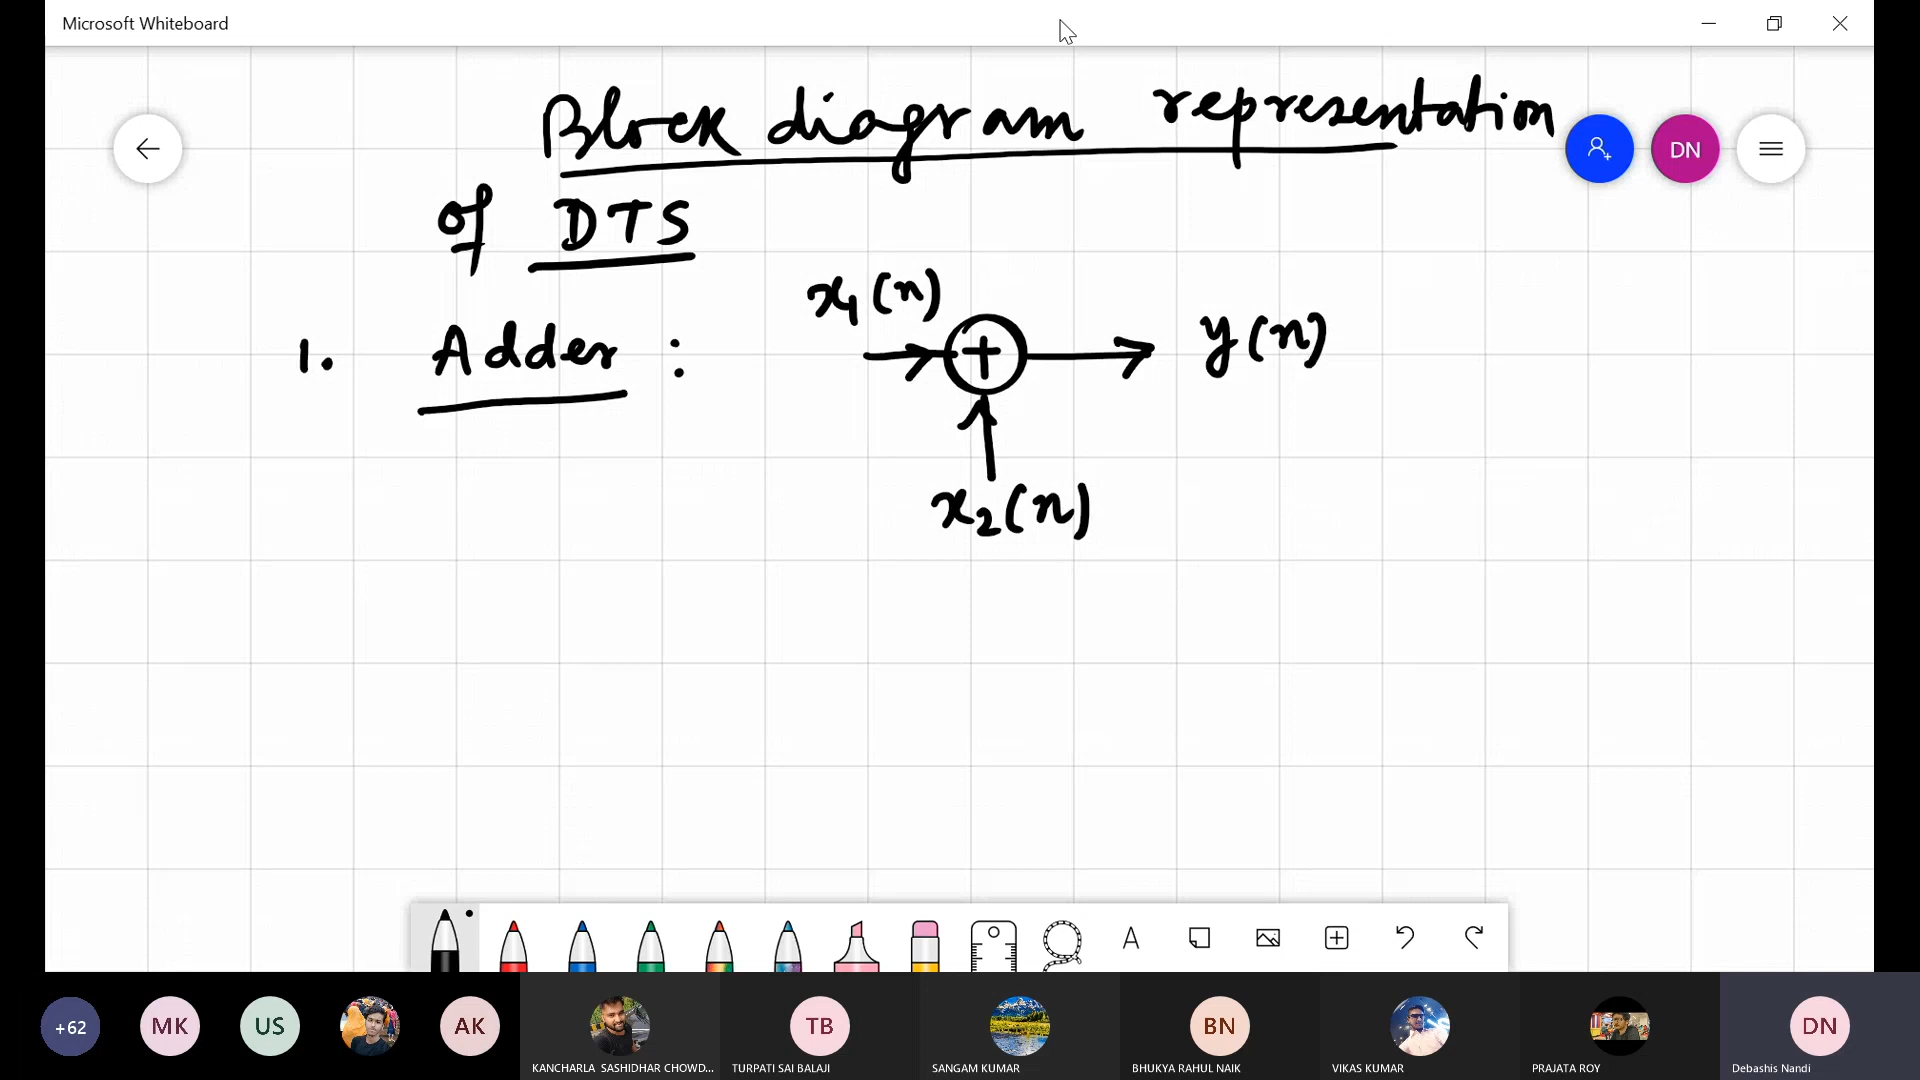 Microsoft Whiteboard
Block diagram representation
of DTS
DN
1. Adder :
x₁(n)
+
y(n)
x₂(n)
A
+62
MK
US
AK
KANCHARLA SASHIDHAR CHOWD...
TB
TURPATI SAI BALAJI
SANGAM KUMAR
BN
BHUKYA RAHUL NAIK
VIKAS KUMAR
PRAJATA ROY
DN
Debashis Nandi